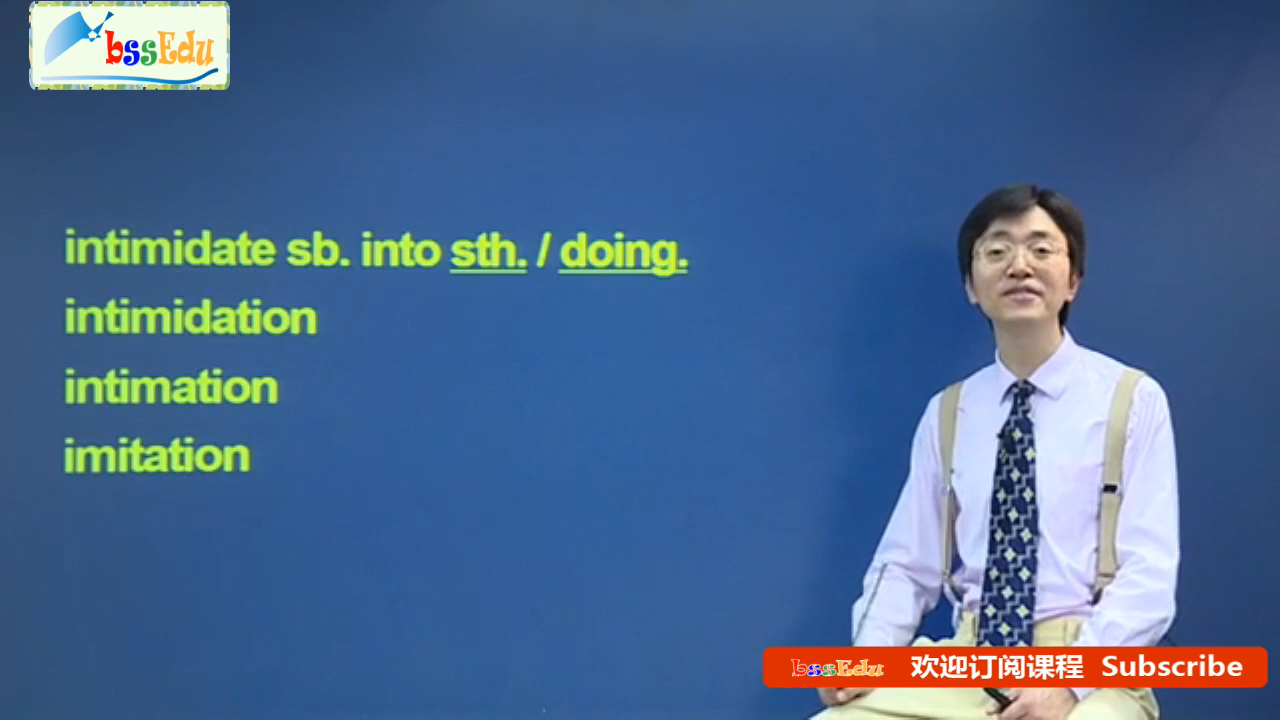 bssEdu
intimidate sb. into sth. / doing.
intimidation
intimation
imitation
bssEdu 欢迎订阅课程 Subscribe